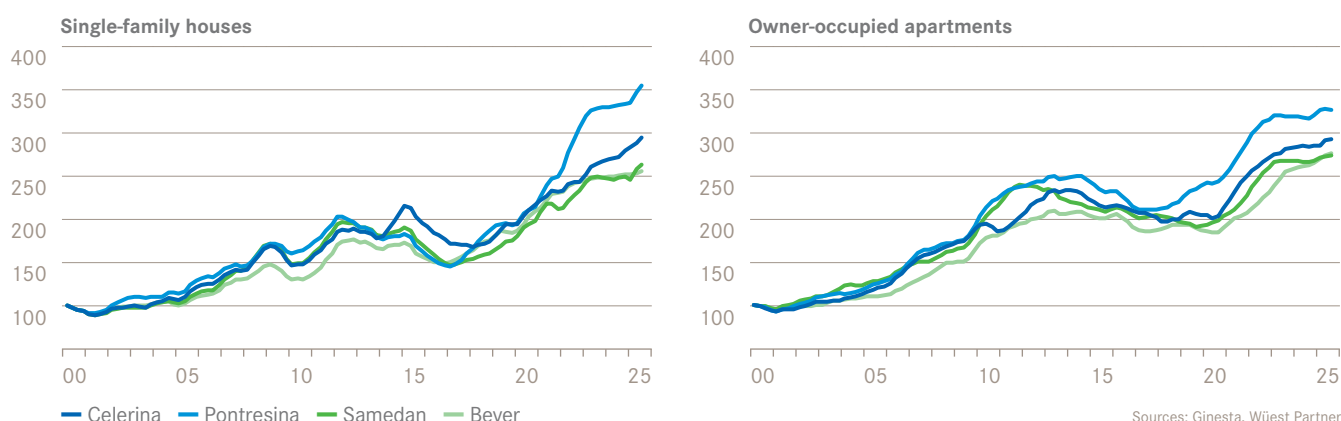 Single-family houses
400
350
300
250
200
150
100
00 05 10 15 20 25
Owner-occupied apartments
400
350
300
250
200
150
100
00 05 10 15 20 25
Celerina Pontresina Samedan Bever
Sources: Ginesta, Wüest Partner